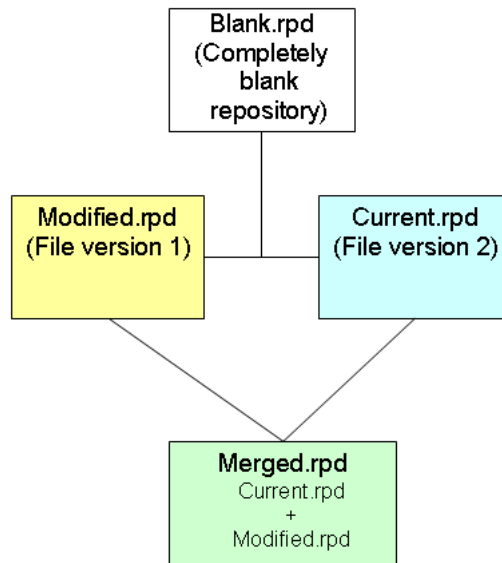 Blank.rpd
(Completely
blank
repository)
Modified.rpd
(File version 1)
Current.rpd
(File version 2)
Merged.rpd
Current.rpd
+
Modified.rpd